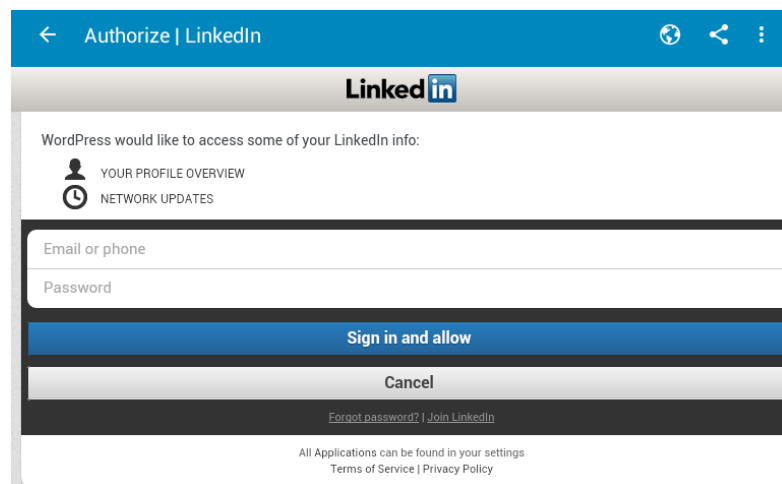 Authorize | LinkedIn
Linked in
WordPress would like to access some of your LinkedIn info:
YOUR PROFILE OVERVIEW
NETWORK UPDATES
Email or phone
Password
Sign in and allow
Cancel
Forgot password? | Join LinkedIn
All Applications can be found in your settings
Terms of Service | Privacy Policy